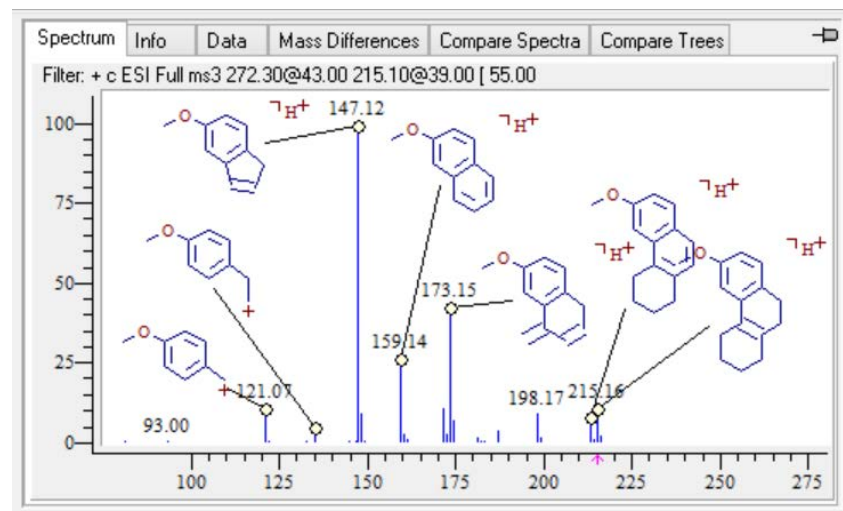 Spectrum Info Data Mass Differences Compare Spectra Compare Trees
Filter: + c ESI Full ms3 272.30@43.00 215.10@39.00 [ 55.00
100
75
50
25
0
O
H+
147.12
O
H+
O
H+
O
H+
O
H+
O
173.15
O
159.14
121.07
93.00
198.17
215.16
100 125 150 175 200 225 250 275